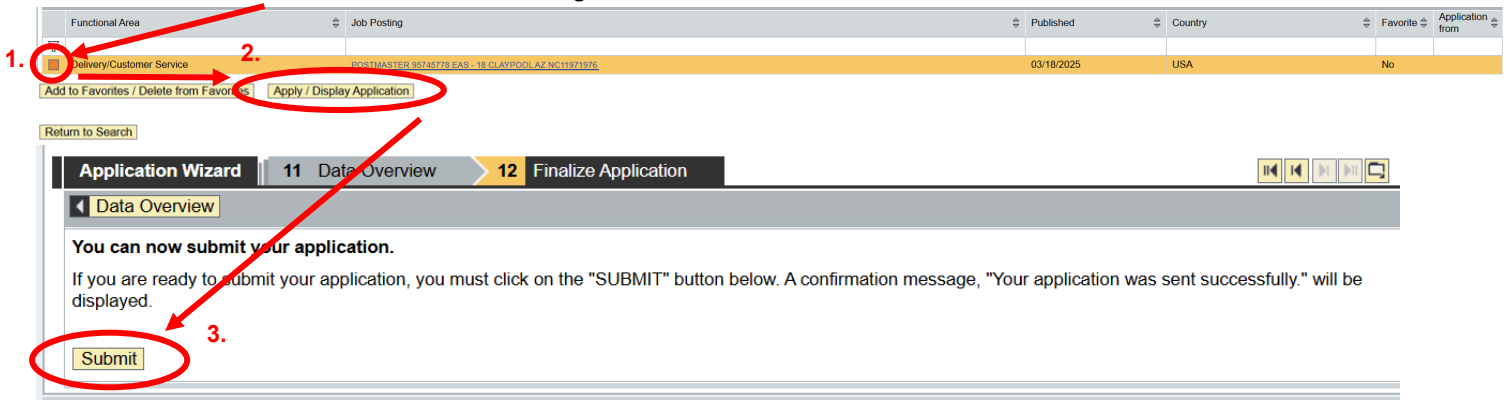 Functional Area Job Posting Published Country Favorite Application from
1.
2.
Delivery/Customer Service POSTMASTER 95745778 EAS - 18 CLAYPOOL AZ NC11971976 03/18/2025 USA No
Add to Favorites / Delete from Favorites Apply / Display Application
Return to Search
Application Wizard 11 Data Overview 12 Finalize Application
Data Overview
You can now submit your application.
If you are ready to submit your application, you must click on the "SUBMIT" button below. A confirmation message, "Your application was sent successfully." will be
displayed.
3.
Submit